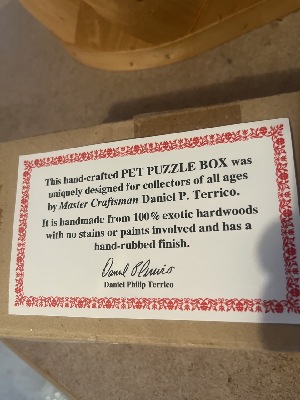 This hand-crafted PET PUZZLE BOX was
uniquely designed for collectors of all ages
by Master Craftsman Daniel P. Terrico.
It is handmade from 100% exotic hardwoods
with no stains or paints involved and has a
hand-rubbed finish.
Daniel P. Terrico
Daniel Philip Terrico